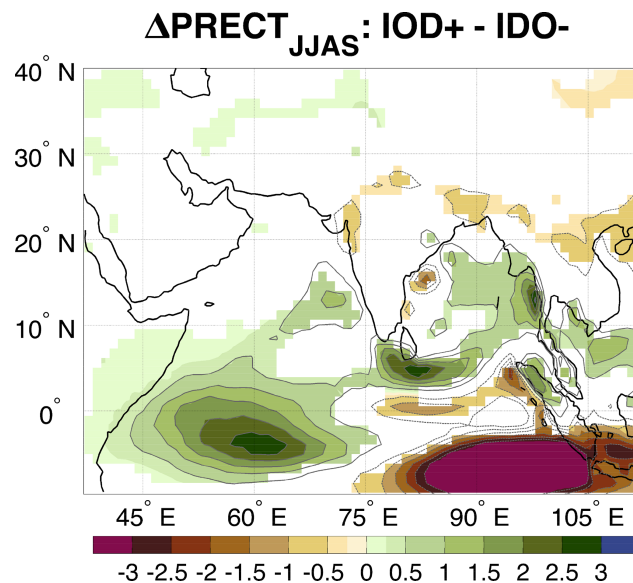 ΔPRECT_JJAS: IOD+ - IDO-
40° N
30° N
20° N
10° N
0°
45° E 60° E 75° E 90° E 105° E
-3 -2.5 -2 -1.5 -1 -0.5 0 0.5 1 1.5 2 2.5 3